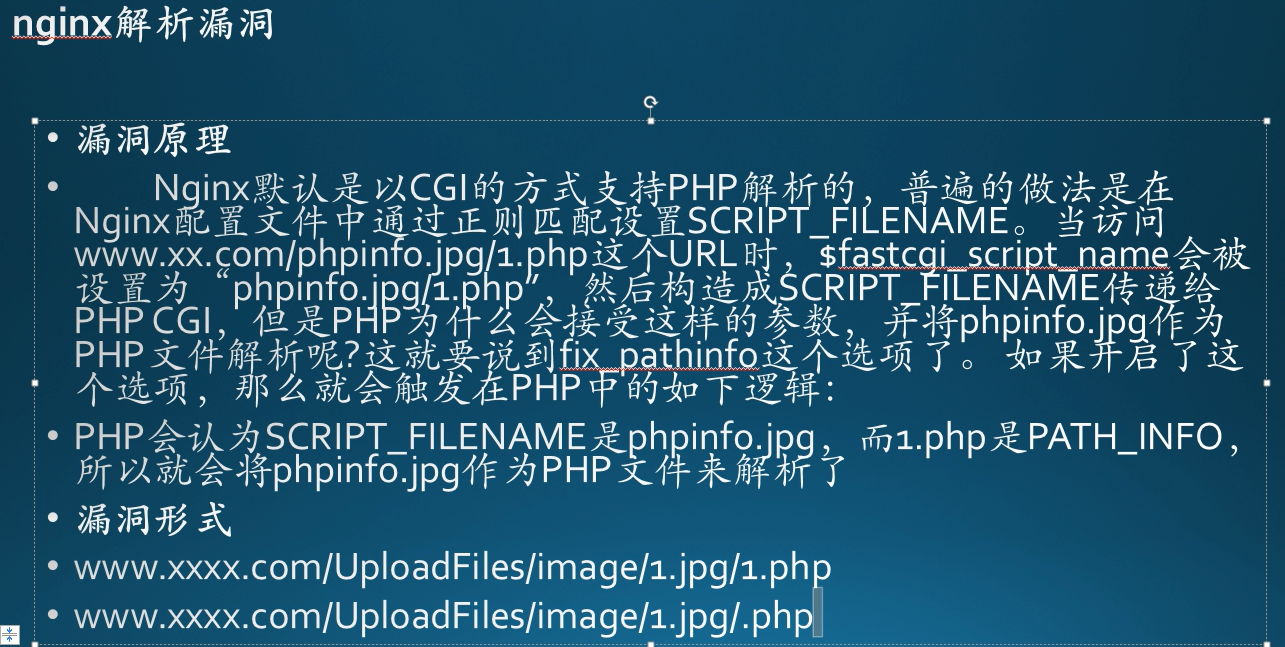 nginx解析漏洞
• 漏洞原理
• Nginx默认是以CGI的方式支持PHP解析的，普遍的做法是在
Nginx配置文件中通过正则匹配设置SCRIPT_FILENAME。当访问
www.xx.com/phpinfo.jpg/1.php这个URL时，$fastcgi_script_name会被
设置为“phpinfo.jpg/1.php”，然后构造成SCRIPT_FILENAME传递给
PHP CGI，但是PHP为什么会接受这样的参数，并将phpinfo.jpg作为
PHP文件解析呢?这就要说到fix_pathinfo这个选项了。 如果开启了这
个选项，那么就会触发在PHP中的如下逻辑：
• PHP会认为SCRIPT_FILENAME是phpinfo.jpg，而1.php是PATH_INFO，
所以就会将phpinfo.jpg作为PHP文件来解析了
• 漏洞形式
• www.xxxx.com/UploadFiles/image/1.jpg/1.php
• www.xxxx.com/UploadFiles/image/1.jpg/.php